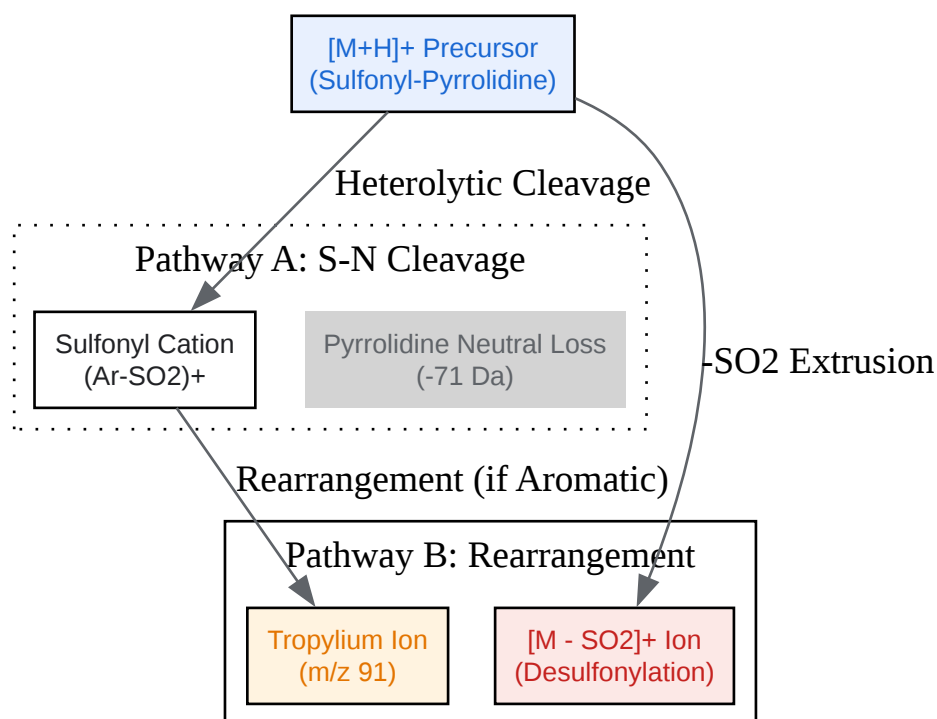 [M+H]+ Precursor
(Sulfonyl-Pyrrolidine)
Heterolytic Cleavage
Pathway A: S-N Cleavage
Sulfonyl Cation
(Ar-SO2)+
Pyrrolidine Neutral Loss
(-71 Da)
-SO2 Extrusion
Rearrangement (if Aromatic)
Pathway B: Rearrangement
Tropylium Ion
(m/z 91)
[M - SO2]+ Ion
(Desulfonylation)